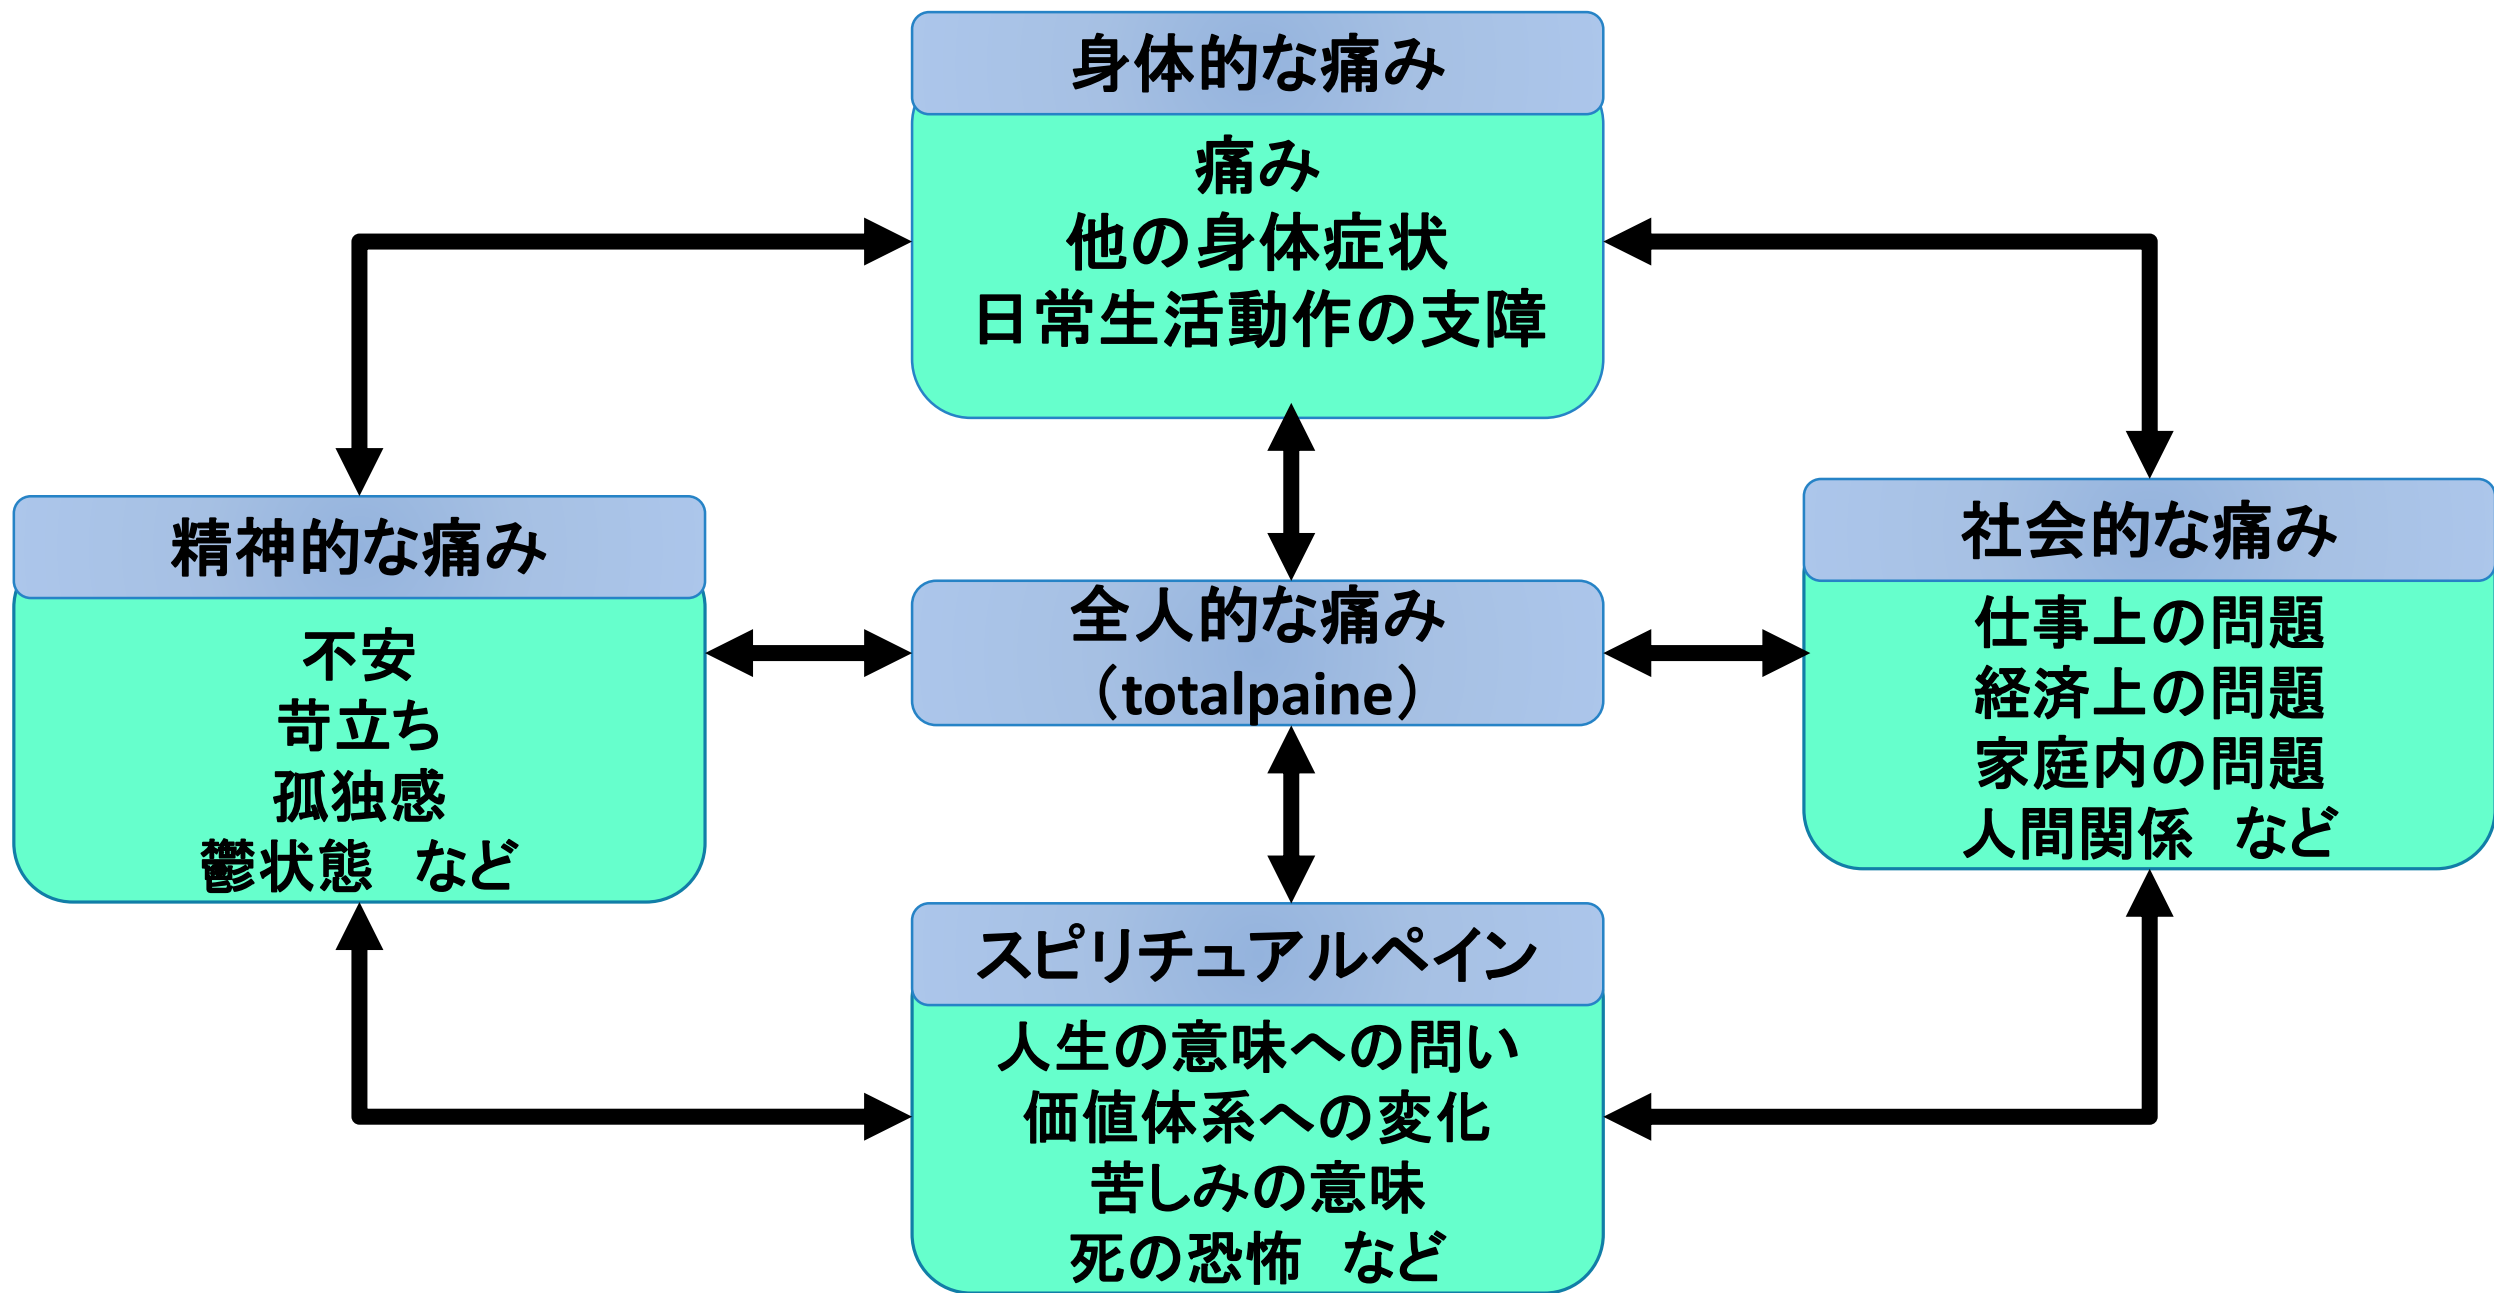 身体的な痛み
痛み
他の身体症状
日常生活動作の支障
精神的な痛み
不安
苛立ち
孤独感
鬱状態　など
全人的な痛み
（totalpaine）
社会的な痛み
仕事上の問題
経済上の問題
家庭内の問題
人間関係　など
スピリチュアルペイン
人生の意味への問い
価値体系への変化
苦しみの意味
死の恐怖　など